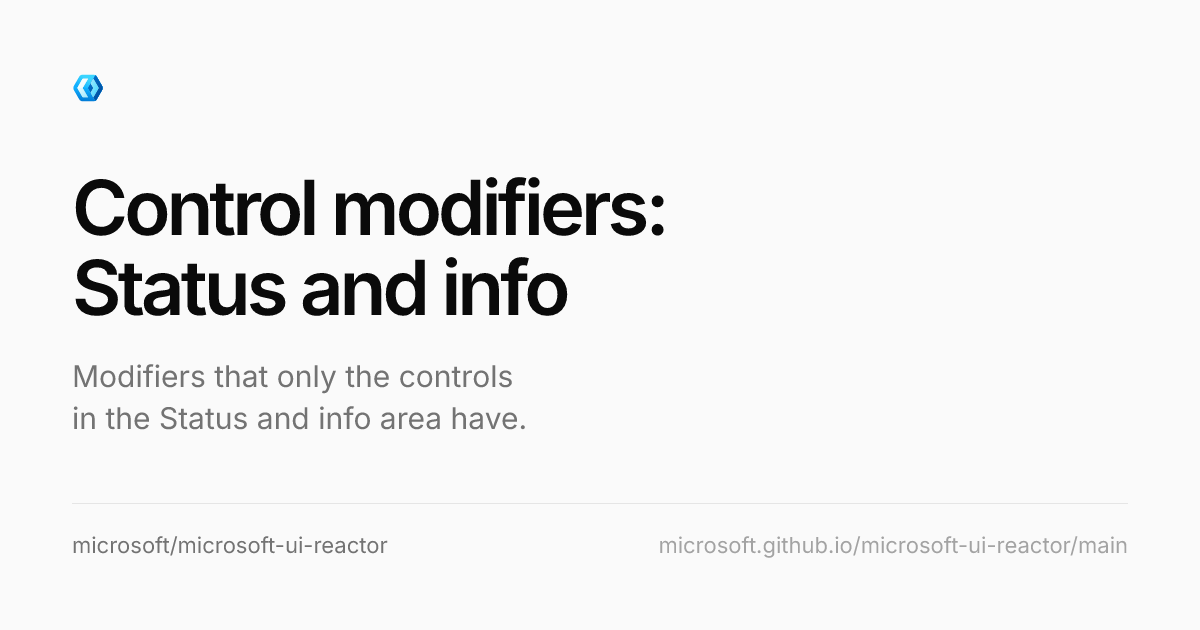 Control modifiers:
Status and info
Modifiers that only the controls
in the Status and info area have.
microsoft/microsoft-ui-reactor
microsoft.github.io/microsoft-ui-reactor/main